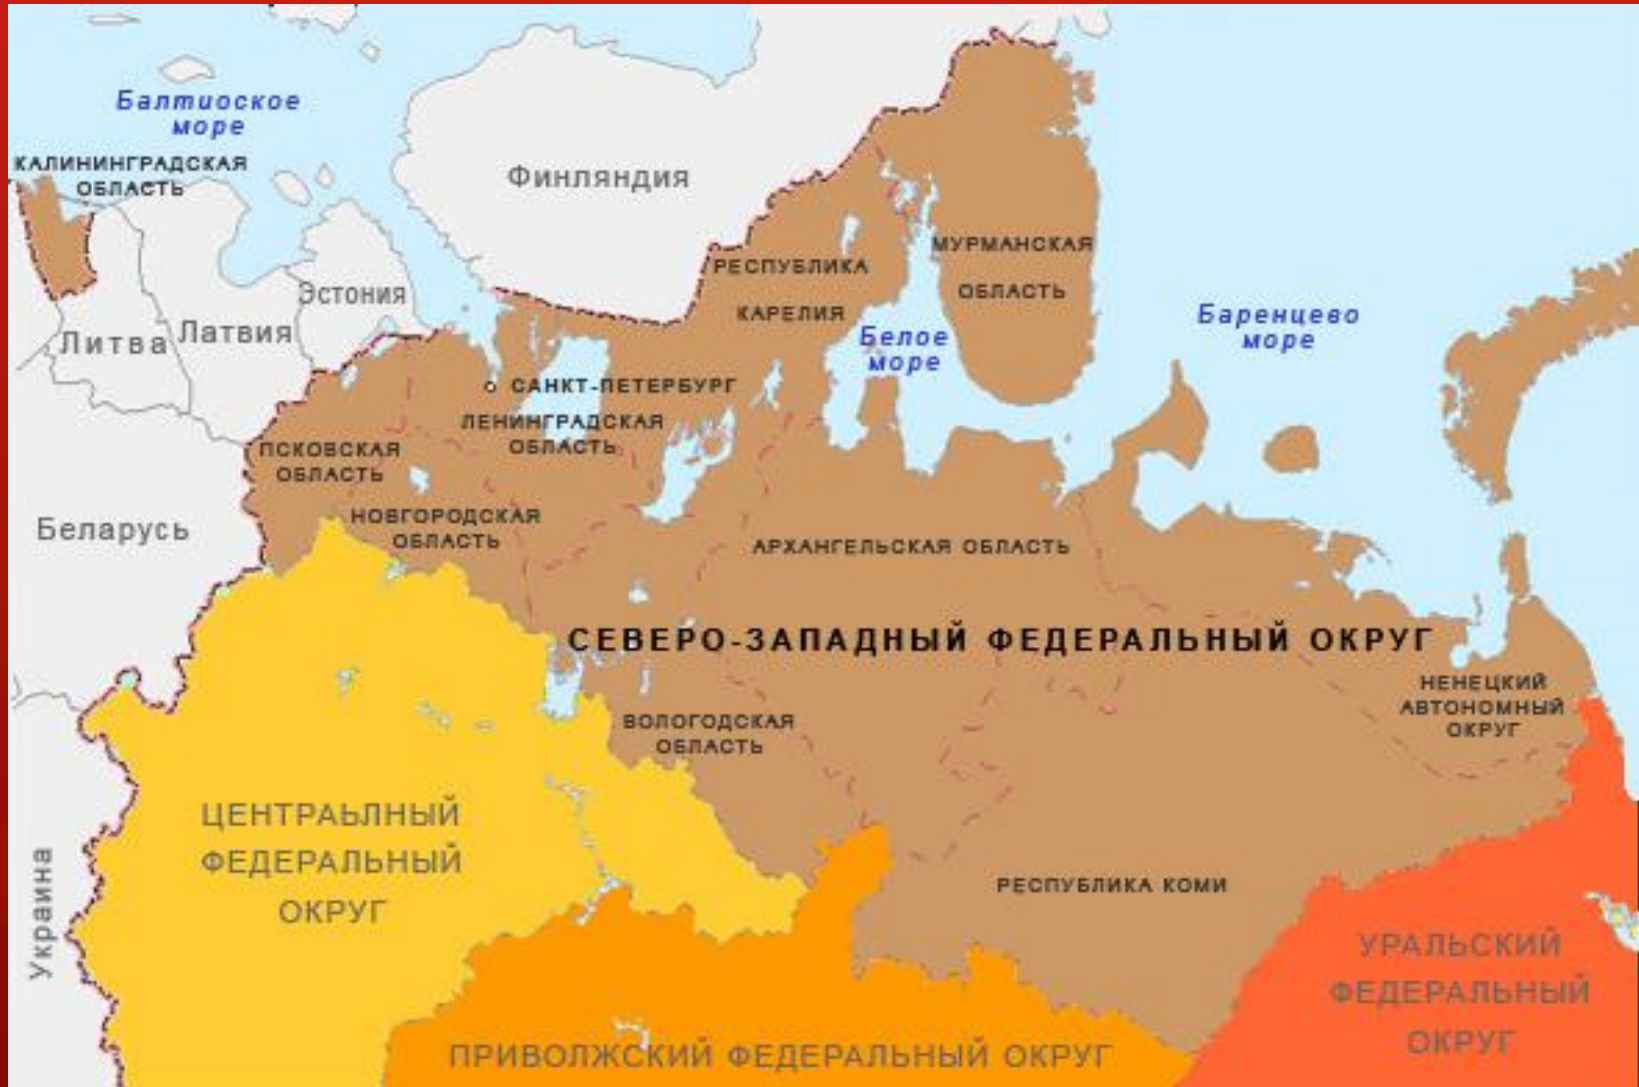 Балтиоское
море
КАЛИНИНГРАДСКАЯ
ОБЛАСТЬ
Финляндия
МУРМАНСКАЯ
ОБЛАСТЬ
РЕСПУБЛИКА
КАРЕЛИЯ
Эстония
Латвия
Литва
Белое
море
Баренцево
море
САНКТ-ПЕТЕРБУРГ
ЛЕНИНГРАДСКАЯ
ОБЛАСТЬ
ПСКОВСКАЯ
ОБЛАСТЬ
НОВГОРОДСКАЯ
ОБЛАСТЬ
Беларусь
АРХАНГЕЛЬСКАЯ ОБЛАСТЬ
СЕВЕРО-ЗАПАДНЫЙ ФЕДЕРАЛЬНЫЙ ОКРУГ
НЕНЕЦКИЙ
АВТОНОМНЫЙ
ОКРУГ
ВОЛОГОДСКАЯ
ОБЛАСТЬ
ЦЕНТРАЬЛНЫЙ
ФЕДЕРАЛЬНЫЙ
ОКРУГ
Украина
РЕСПУБЛИКА КОМИ
УРАЛЬСКИЙ
ФЕДЕРАЛЬНЫЙ
ОКРУГ
ПРИВОЛЖСКИЙ ФЕДЕРАЛЬНЫЙ ОКРУГ